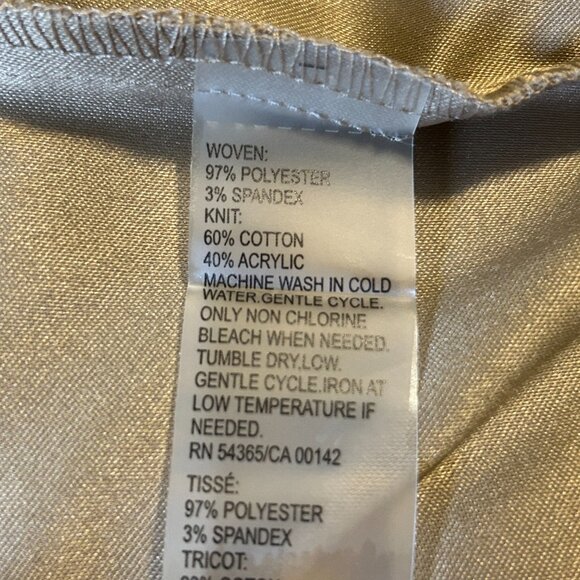 WOVEN:
97% POLYESTER
3% SPANDEX
KNIT:
60% COTTON
40% ACRYLIC
MACHINE WASH IN COLD
WATER.GENTLE CYCLE.
ONLY NON CHLORINE
BLEACH WHEN NEEDED.
TUMBLE DRY,LOW.
GENTLE CYCLE.IRON AT
LOW TEMPERATURE IF
NEEDED.
RN 54365/CA 00142
TISSÉ:
97% POLYESTER
3% SPANDEX
TRICOT: